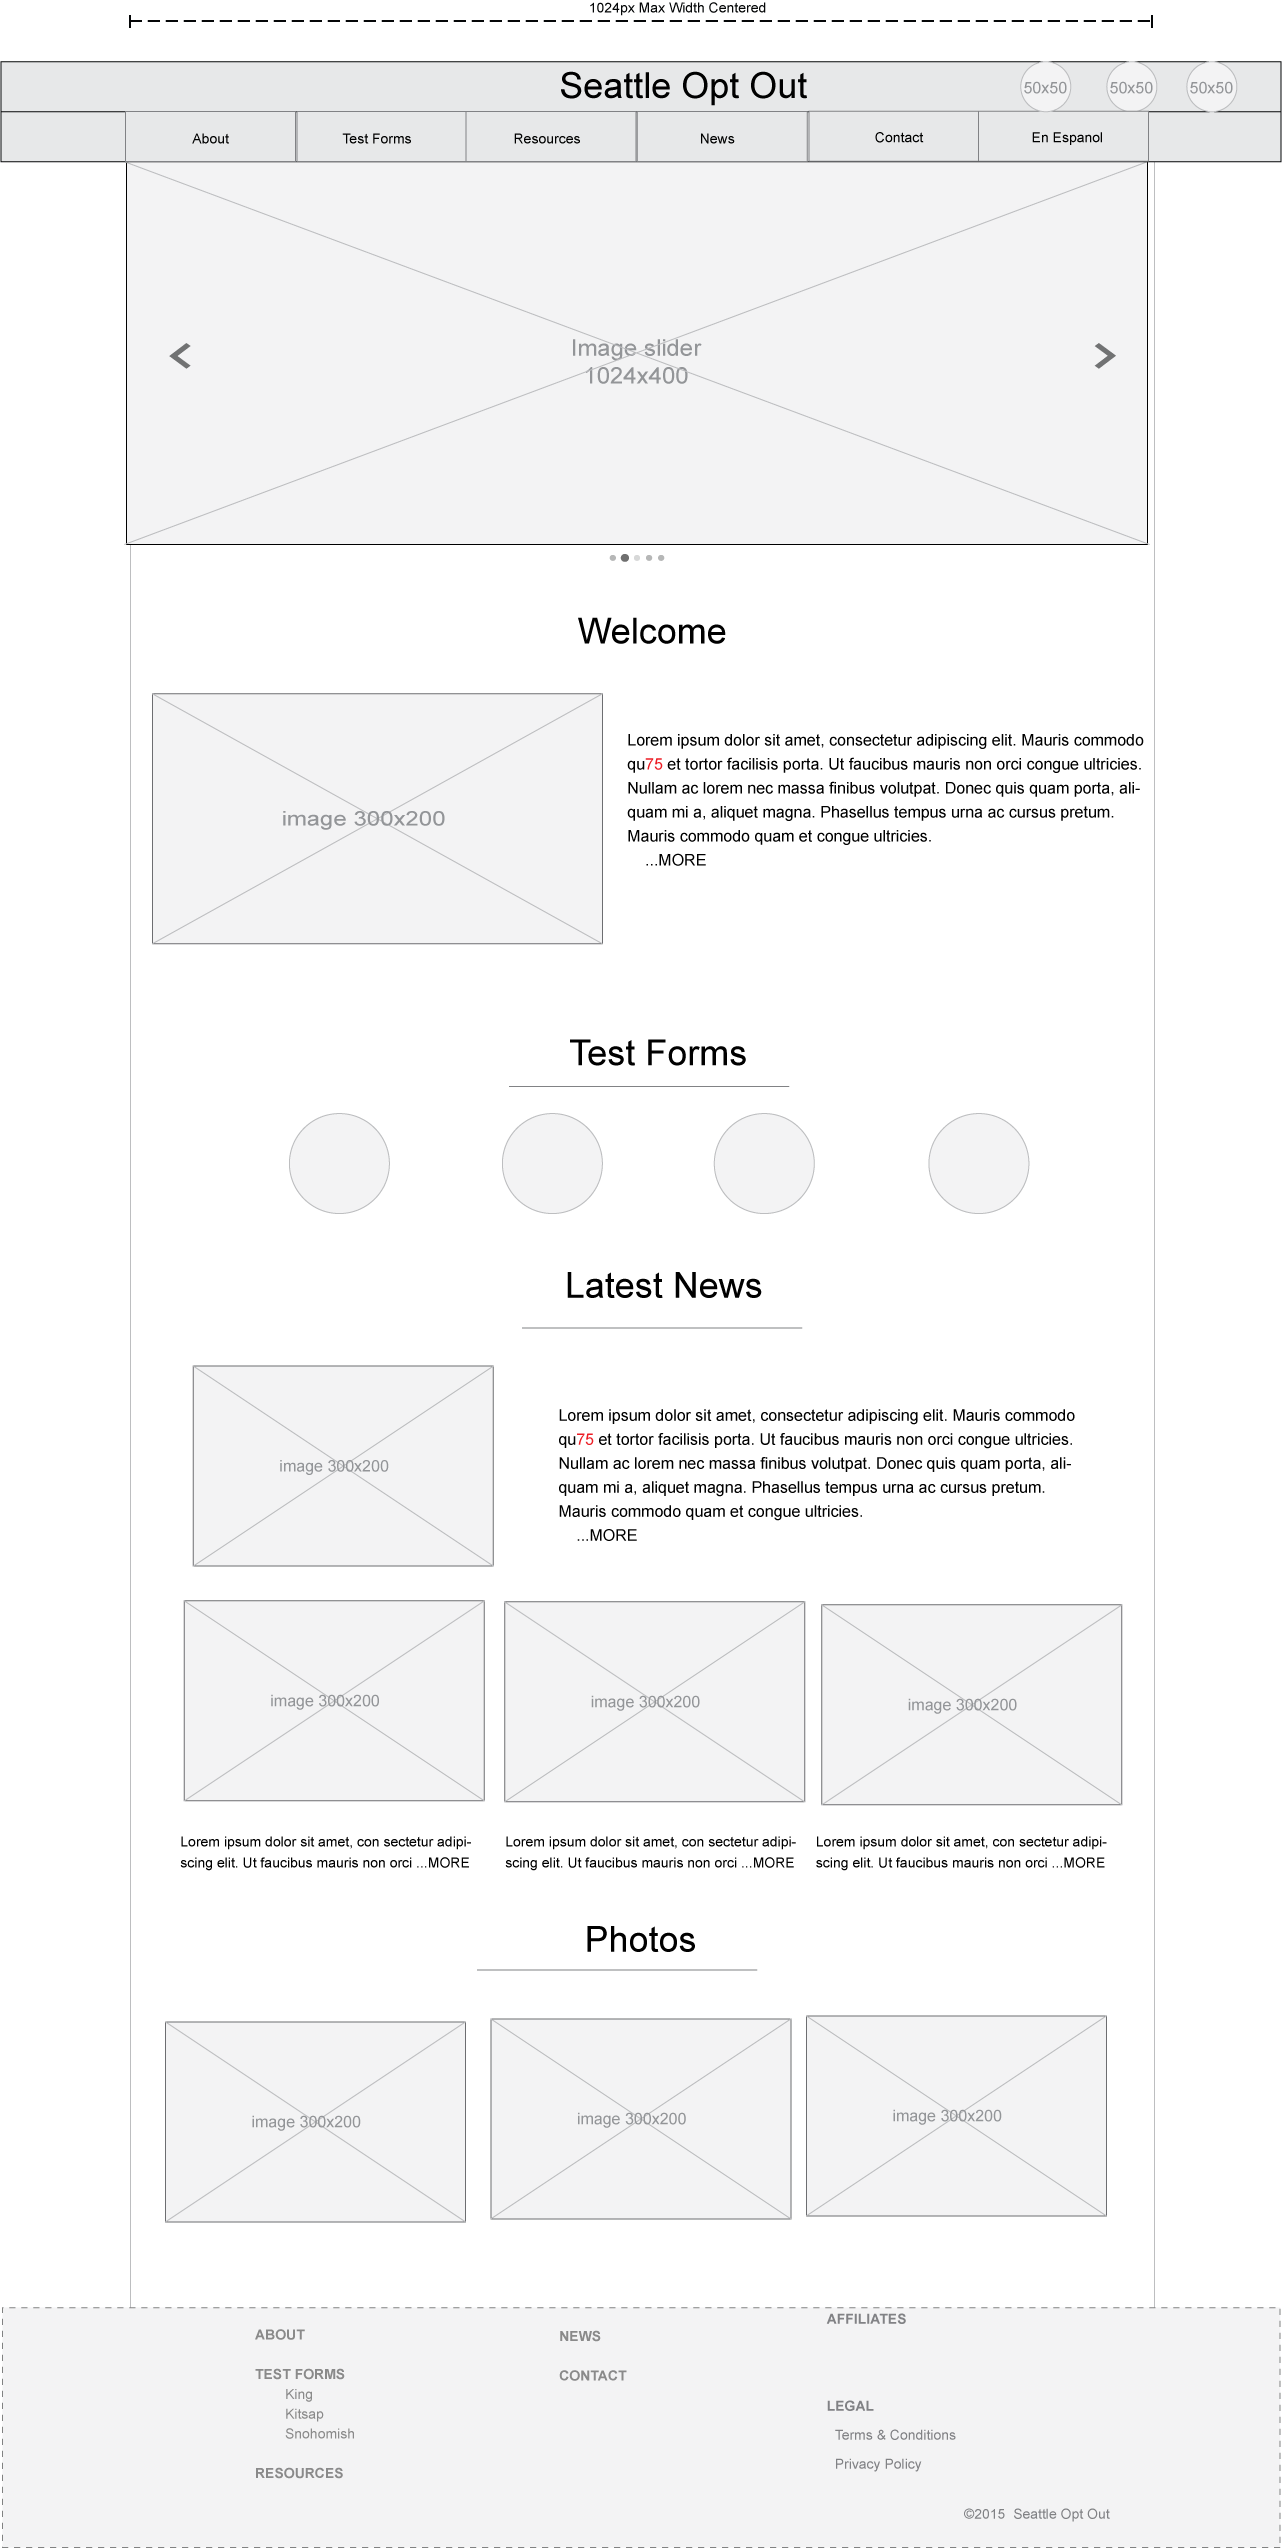 1024px Max Width Centered
Seattle Opt Out
50x50 50x50 50x50
About Test Forms Resources News Contact En Espanol
Image slider
1024x400
Welcome
image 300x200
Lorem ipsum dolor sit amet, consectetur adipiscing elit. Mauris commodo
qu75 et tortor facilisis porta. Ut faucibus mauris non orci congue ultricies.
Nullam ac lorem nec massa finibus volutpat. Donec quis quam porta, ali-
quam mi a, aliquet magna. Phasellus tempus urna ac cursus pretum.
Mauris commodo quam et congue ultricies.
...MORE
Test Forms
Latest News
image 300x200
Lorem ipsum dolor sit amet, consectetur adipiscing elit. Mauris commodo
qu75 et tortor facilisis porta. Ut faucibus mauris non orci congue ultricies.
Nullam ac lorem nec massa finibus volutpat. Donec quis quam porta, ali-
quam mi a, aliquet magna. Phasellus tempus urna ac cursus pretum.
Mauris commodo quam et congue ultricies.
...MORE
image 300x200
image 300x200
image 300x200
Lorem ipsum dolor sit amet, con sectetur adipi-
scing elit. Ut faucibus mauris non orci ...MORE
Lorem ipsum dolor sit amet, con sectetur adipi-
scing elit. Ut faucibus mauris non orci ...MORE
Lorem ipsum dolor sit amet, con sectetur adipi-
scing elit. Ut faucibus mauris non orci ...MORE
Photos
image 300x200
image 300x200
image 300x200
ABOUT
TEST FORMS
King
Kitsap
Snohomish
RESOURCES
NEWS
CONTACT
AFFILIATES
LEGAL
Terms & Conditions
Privacy Policy
©2015 Seattle Opt Out